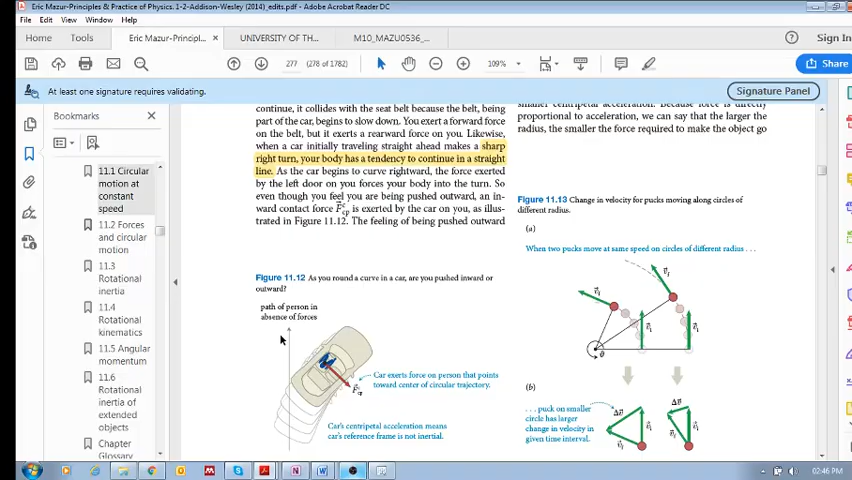 Eric Mazur-Principles & Practice of Physics. 1-2-Addison-Wesley (2014)_edits.pdf - Adobe Acrobat Reader DC
File Edit View Window Help
Home Tools Eric Mazur-Principl... × UNIVERSITY OF TH... M10_MAZU0536_... Sign In
277 (278 of 1782) 109% Share
At least one signature requires validating. Signature Panel
Bookmarks
11.1 Circular
motion at
constant
speed
11.2 Forces
and circular
motion
11.3
Rotational
inertia
11.4
Rotational
kinematics
11.5 Angular
momentum
11.6
Rotational
inertia of
extended
objects
Chapter
Glossary
continue, it collides with the seat belt because the belt, being
part of the car, begins to slow down. You exert a forward force
on the belt, but it exerts a rearward force on you. Likewise,
when a car initially traveling straight ahead makes a sharp
right turn, your body has a tendency to continue in a straight
line. As the car begins to curve rightward, the force exerted
by the left door on you forces your body into the turn. So
even though you feel you are being pushed outward, an in-
ward contact force F⃗ᶜcp is exerted by the car on you, as illus-
trated in Figure 11.12. The feeling of being pushed outward
Figure 11.12 As you round a curve in a car, are you pushed inward or
outward?
path of person in
absence of forces
F⃗ᶜcp
Car exerts force on person that points
toward center of circular trajectory.
Car's centripetal acceleration means
car's reference frame is not inertial.
smaller centripetal acceleration. Because force is directly
proportional to acceleration, we can say that the larger the
radius, the smaller the force required to make the object go
Figure 11.13 Change in velocity for pucks moving along circles of
different radius.
(a)
When two pucks move at same speed on circles of different radius . . .
v⃗f v⃗f
v⃗i v⃗i
θ
(b)
. . . puck on smaller
circle has larger
change in velocity in
given time interval.
Δv⃗ v⃗i Δv⃗ v⃗i
v⃗f v⃗f
02:46 PM